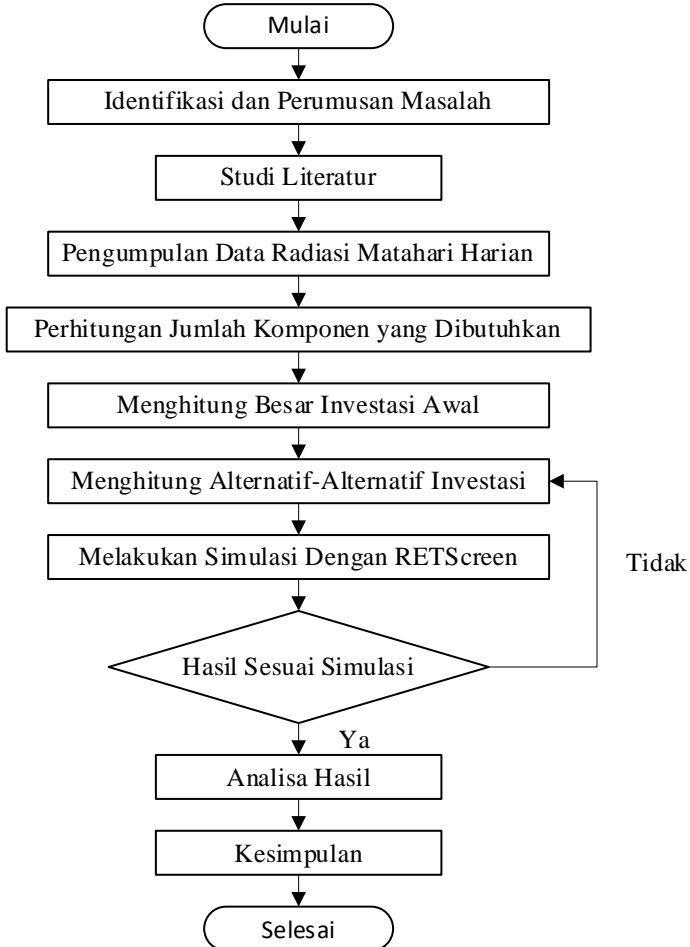 Mulai
Identifikasi dan Perumusan Masalah
Studi Literatur
Pengumpulan Data Radiasi Matahari Harian
Perhitungan Jumlah Komponen yang Dibutuhkan
Menghitung Besar Investasi Awal
Menghitung Alternatif-Alternatif Investasi
Melakukan Simulasi Dengan RETScreen
Tidak
Hasil Sesuai Simulasi
Ya
Analisa Hasil
Kesimpulan
Selesai